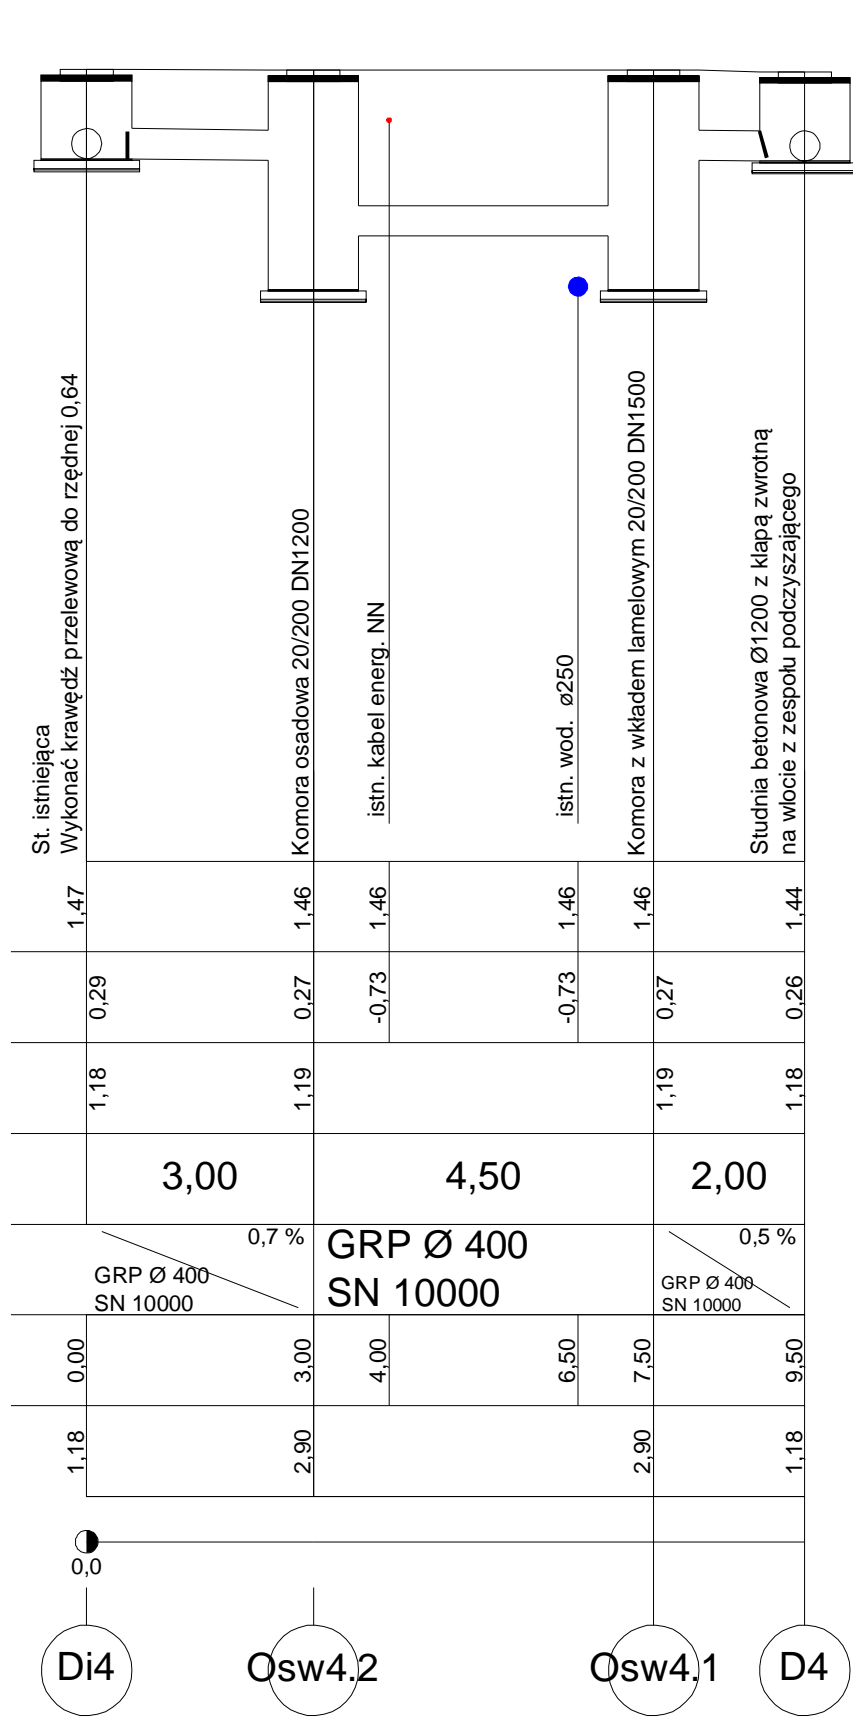 St. istniejąca
Wykonać krawędź przelewową do rzędnej 0,64
Komora osadowa 20/200 DN1200
istn. kabel energ. NN
istn. wod. ø250
Komora z wkładem lamelowym 20/200 DN1500
Studnia betonowa Ø1200 z klapą zwrotną
na wlocie z zespołu podczyszającego
1,47 1,46 1,46 1,46 1,46 1,44
0,29 0,27 -0,73 -0,73 0,27 0,26
1,18 1,19 1,19 1,18
3,00 4,50 2,00
0,7 %
GRP Ø 400
SN 10000
GRP Ø 400
SN 10000
0,5 %
GRP Ø 400
SN 10000
0,00 3,00 4,00 6,50 7,50 9,50
1,18 2,90 2,90 1,18
0,0
Di4 Osw4.2 Osw4.1 D4